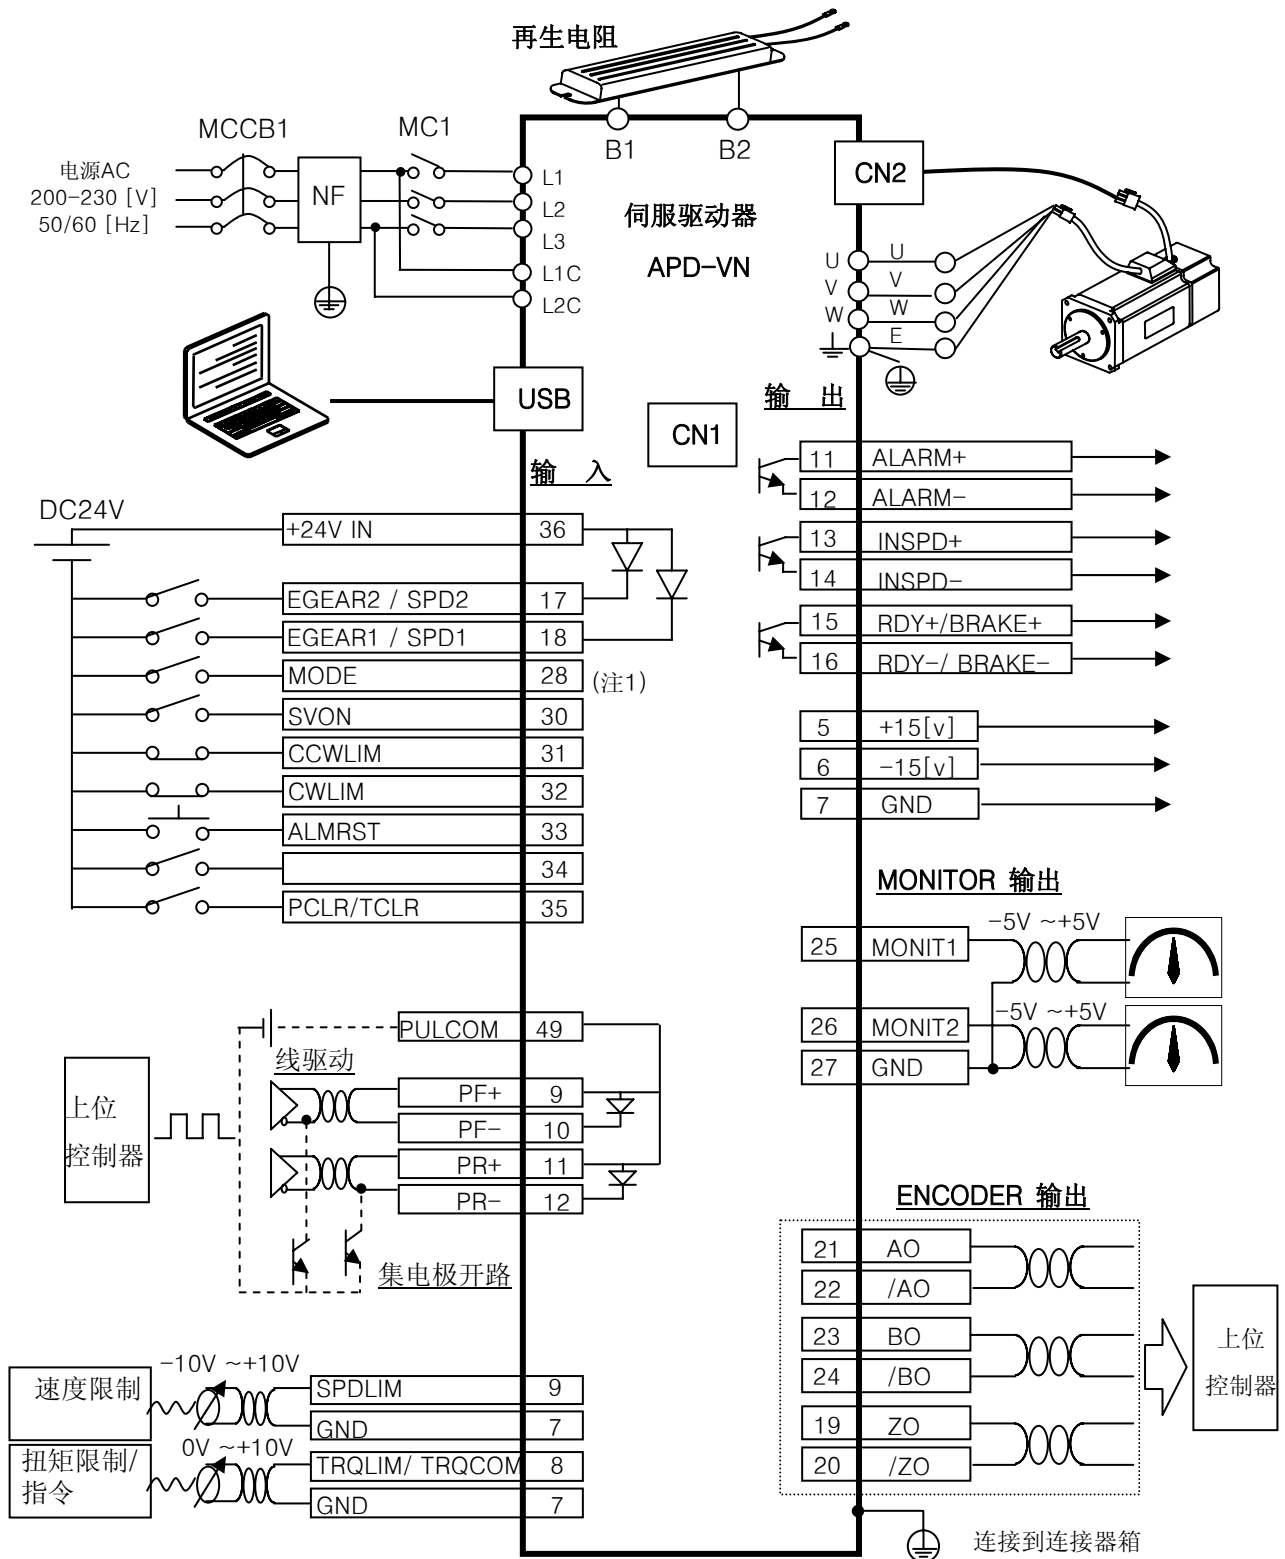 再生电阻
B1
B2
MCCB1
MC1
电源AC
200-230 [V]
50/60 [Hz]
NF
L1
L2
L3
L1C
L2C
伺服驱动器
APD-VN
CN2
U
V
W
U
V
W
E
USB
CN1
输 出
11 ALARM+
12 ALARM-
13 INSPD+
14 INSPD-
15 RDY+/BRAKE+
16 RDY-/ BRAKE-
5 +15[v]
6 -15[v]
7 GND
输 入
DC24V
+24V IN 36
EGEAR2 / SPD2 17
EGEAR1 / SPD1 18
MODE 28 (注1)
SVON 30
CCWLIM 31
CWLIM 32
ALMRST 33
34
PCLR/TCLR 35
MONITOR 输出
-5V ~+5V
25 MONIT1
-5V ~+5V
26 MONIT2
27 GND
PULCOM 49
线驱动
PF+ 9
PF- 10
PR+ 11
PR- 12
上位
控制器
集电极开路
ENCODER 输出
21 AO
22 /AO
23 BO
24 /BO
19 ZO
20 /ZO
上位
控制器
速度限制
-10V ~+10V
SPDLIM 9
GND 7
扭矩限制/
指令
0V ~+10V
TRQLIM/ TRQCOM 8
GND 7
连接到连接器箱